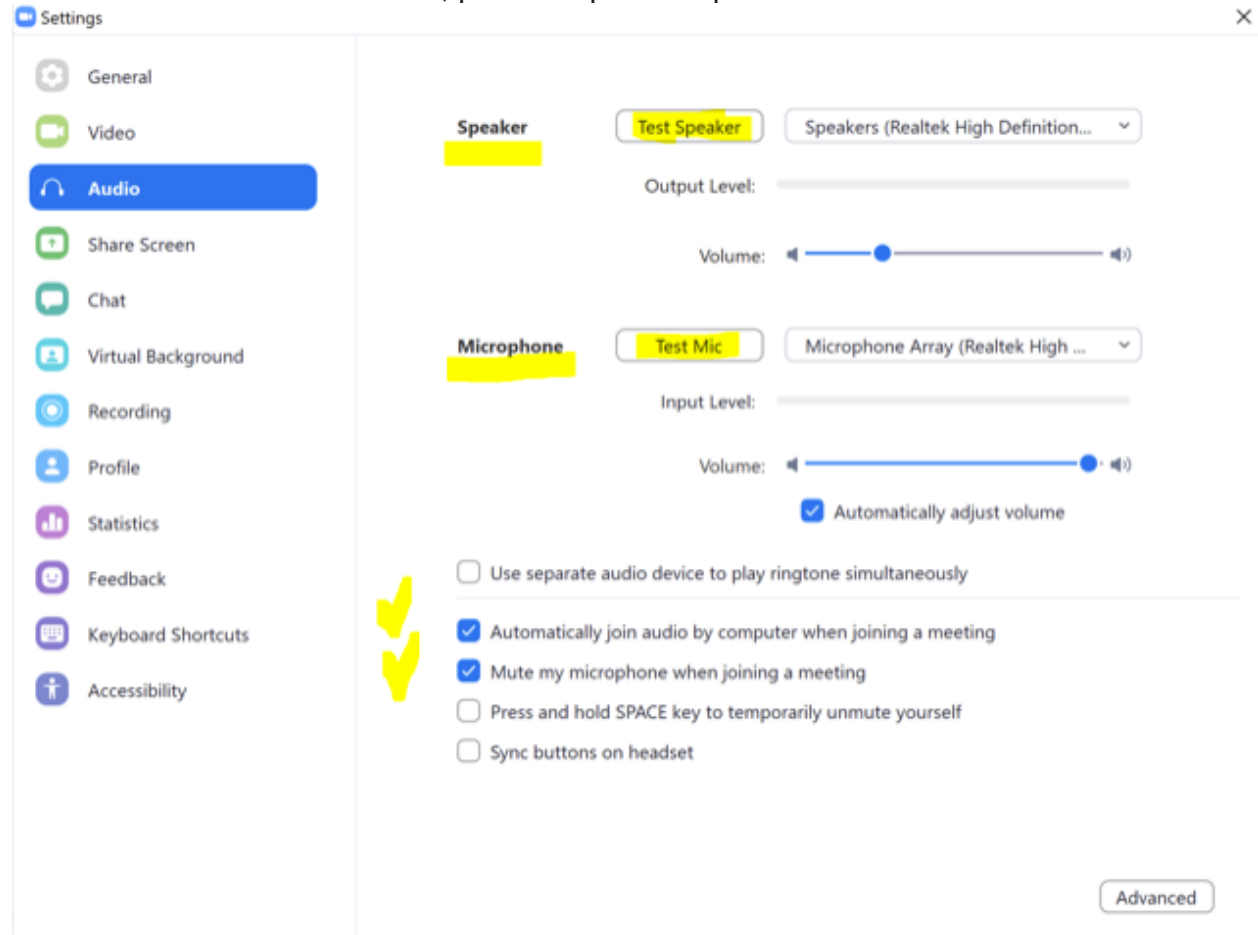 Settings
General
Video
Audio
Share Screen
Chat
Virtual Background
Recording
Profile
Statistics
Feedback
Keyboard Shortcuts
Accessibility
Speaker
Test Speaker
Speakers (Realtek High Definition...
Output Level:
Volume:
Microphone
Test Mic
Microphone Array (Realtek High ...
Input Level:
Volume:
Automatically adjust volume
Use separate audio device to play ringtone simultaneously
Automatically join audio by computer when joining a meeting
Mute my microphone when joining a meeting
Press and hold SPACE key to temporarily unmute yourself
Sync buttons on headset
Advanced